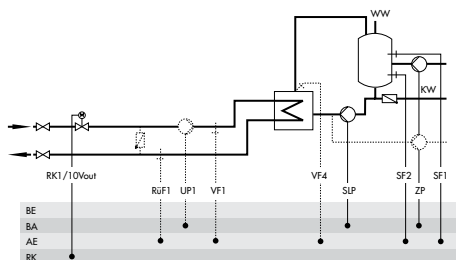 WW
KW
RK1/10Vout
RüF1
UP1
VF1
VF4
SLP
SF2
ZP
SF1
BE
BA
AE
RK